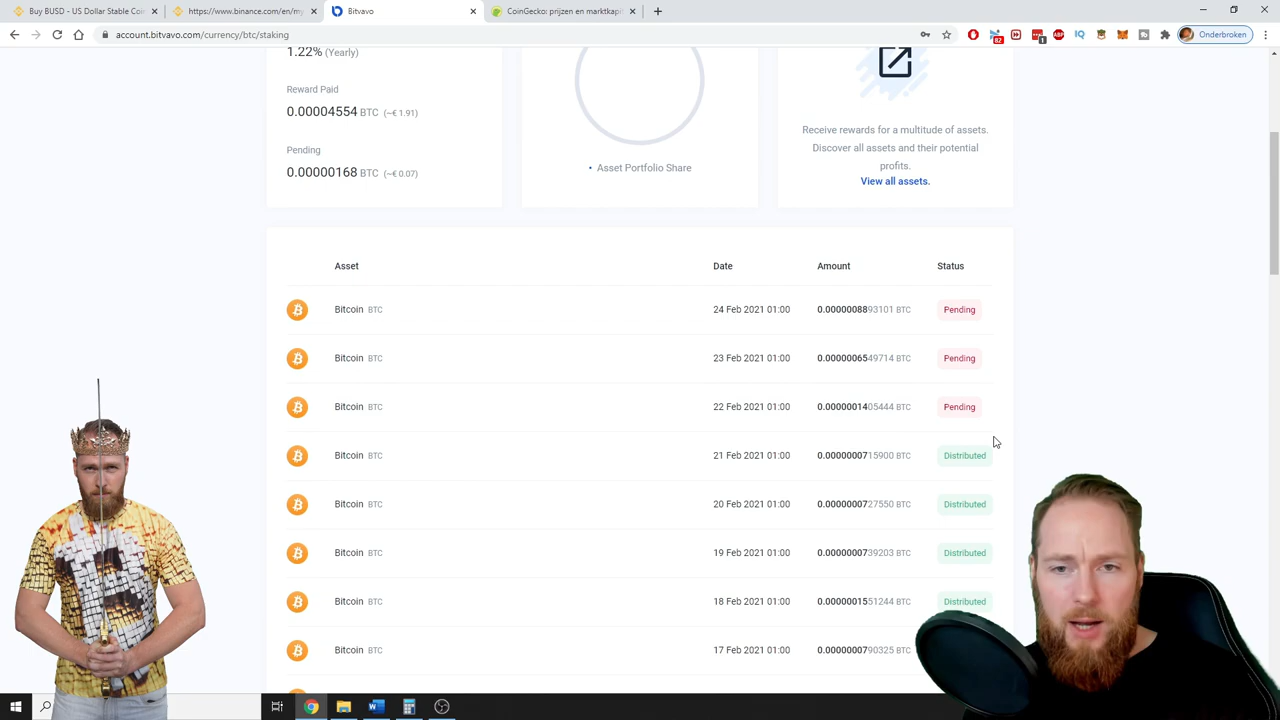 Buy BUSD - US Dollar Stable Coi
https://www.binance.com/en/my
Bitvavo
CoinGecko: prijzen en marktkapi
account.bitvavo.com/currency/btc/staking
82
1
ABP
IQ
Onderbroken
1.22% (Yearly)
Reward Paid
0.00004554 BTC (~€ 1.91)
Pending
0.00000168 BTC (~€ 0.07)
• Asset Portfolio Share
Receive rewards for a multitude of assets.
Discover all assets and their potential
profits.
View all assets.
Asset Date Amount Status
Bitcoin BTC 24 Feb 2021 01:00 0.0000008893101 BTC Pending
Bitcoin BTC 23 Feb 2021 01:00 0.0000006549714 BTC Pending
Bitcoin BTC 22 Feb 2021 01:00 0.0000001405444 BTC Pending
Bitcoin BTC 21 Feb 2021 01:00 0.00000007715900 BTC Distributed
Bitcoin BTC 20 Feb 2021 01:00 0.0000000727550 BTC Distributed
Bitcoin BTC 19 Feb 2021 01:00 0.0000000739203 BTC Distributed
Bitcoin BTC 18 Feb 2021 01:00 0.0000001551244 BTC Distributed
Bitcoin BTC 17 Feb 2021 01:00 0.0000000790325 BTC